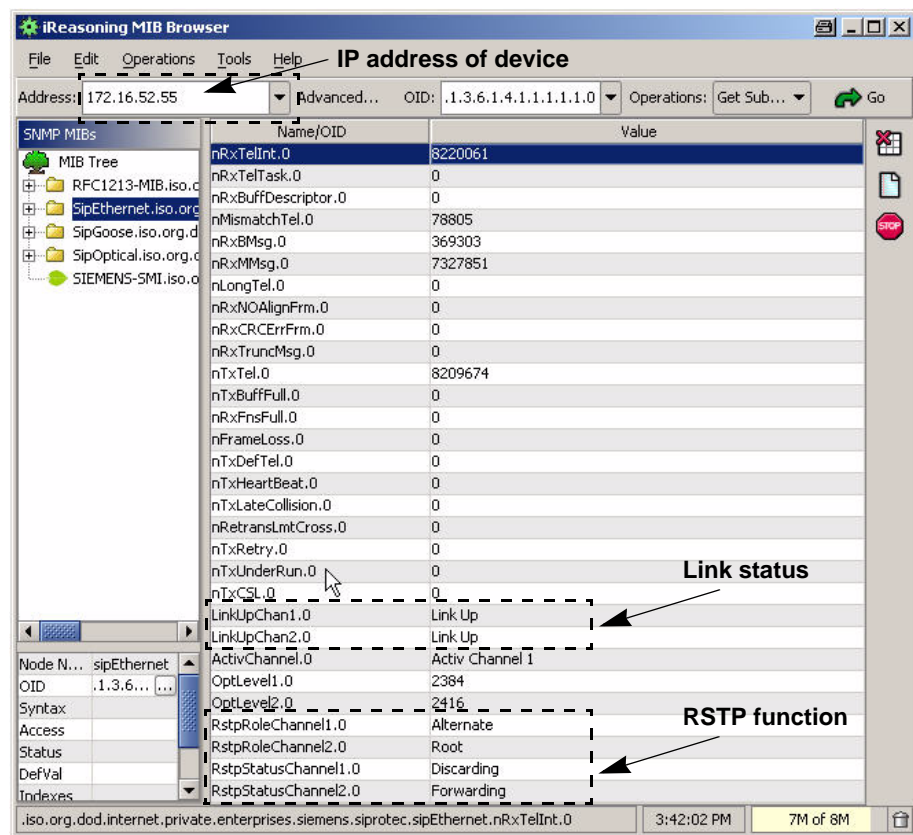 iReasoning MIB Browser
File Edit Operations Tools Help
IP address of device
Address: 172.16.52.55 Advanced... OID: .1.3.6.1.4.1.1.1.1.1.0 Operations: Get Sub... Go
SNMP MIBs
MIB Tree
RFC1213-MIB.iso.o
SipEthernet.iso.org
SipGoose.iso.org.d
SipOptical.iso.org.d
SIEMENS-SMI.iso.o
Name/OID Value
nRxTelInt.0 8220061
nRxTelTask.0 0
nRxBuffDescriptor.0 0
nMismatchTel.0 78805
nRxBMsg.0 369303
nRxMMsg.0 7327851
nLongTel.0 0
nRxNOAlignFrm.0 0
nRxCRCErrFrm.0 0
nRxTruncMsg.0 0
nTxTel.0 8209674
nTxBuffFull.0 0
nRxFnsFull.0 0
nFrameLoss.0 0
nTxDefTel.0 0
nTxHeartBeat.0 0
nTxLateCollision.0 0
nRetransLmtCross.0 0
nTxRetry.0 0
nTxUnderRun.0 0
nTxCSL.0 0
LinkUpChan1.0 Link Up
LinkUpChan2.0 Link Up
ActivChannel.0 Activ Channel 1
OptLevel1.0 2384
OptLevel2.0 2416
RstpRoleChannel1.0 Alternate
RstpRoleChannel2.0 Root
RstpStatusChannel1.0 Discarding
RstpStatusChannel2.0 Forwarding
Link status
RSTP function
STOP
Node N... sipEthernet
OID .1.3.6... ...
Syntax
Access
Status
DefVal
Indexes
.iso.org.dod.internet.private.enterprises.siemens.siprotec.sipEthernet.nRxTelInt.0 3:42:02 PM 7M of 8M